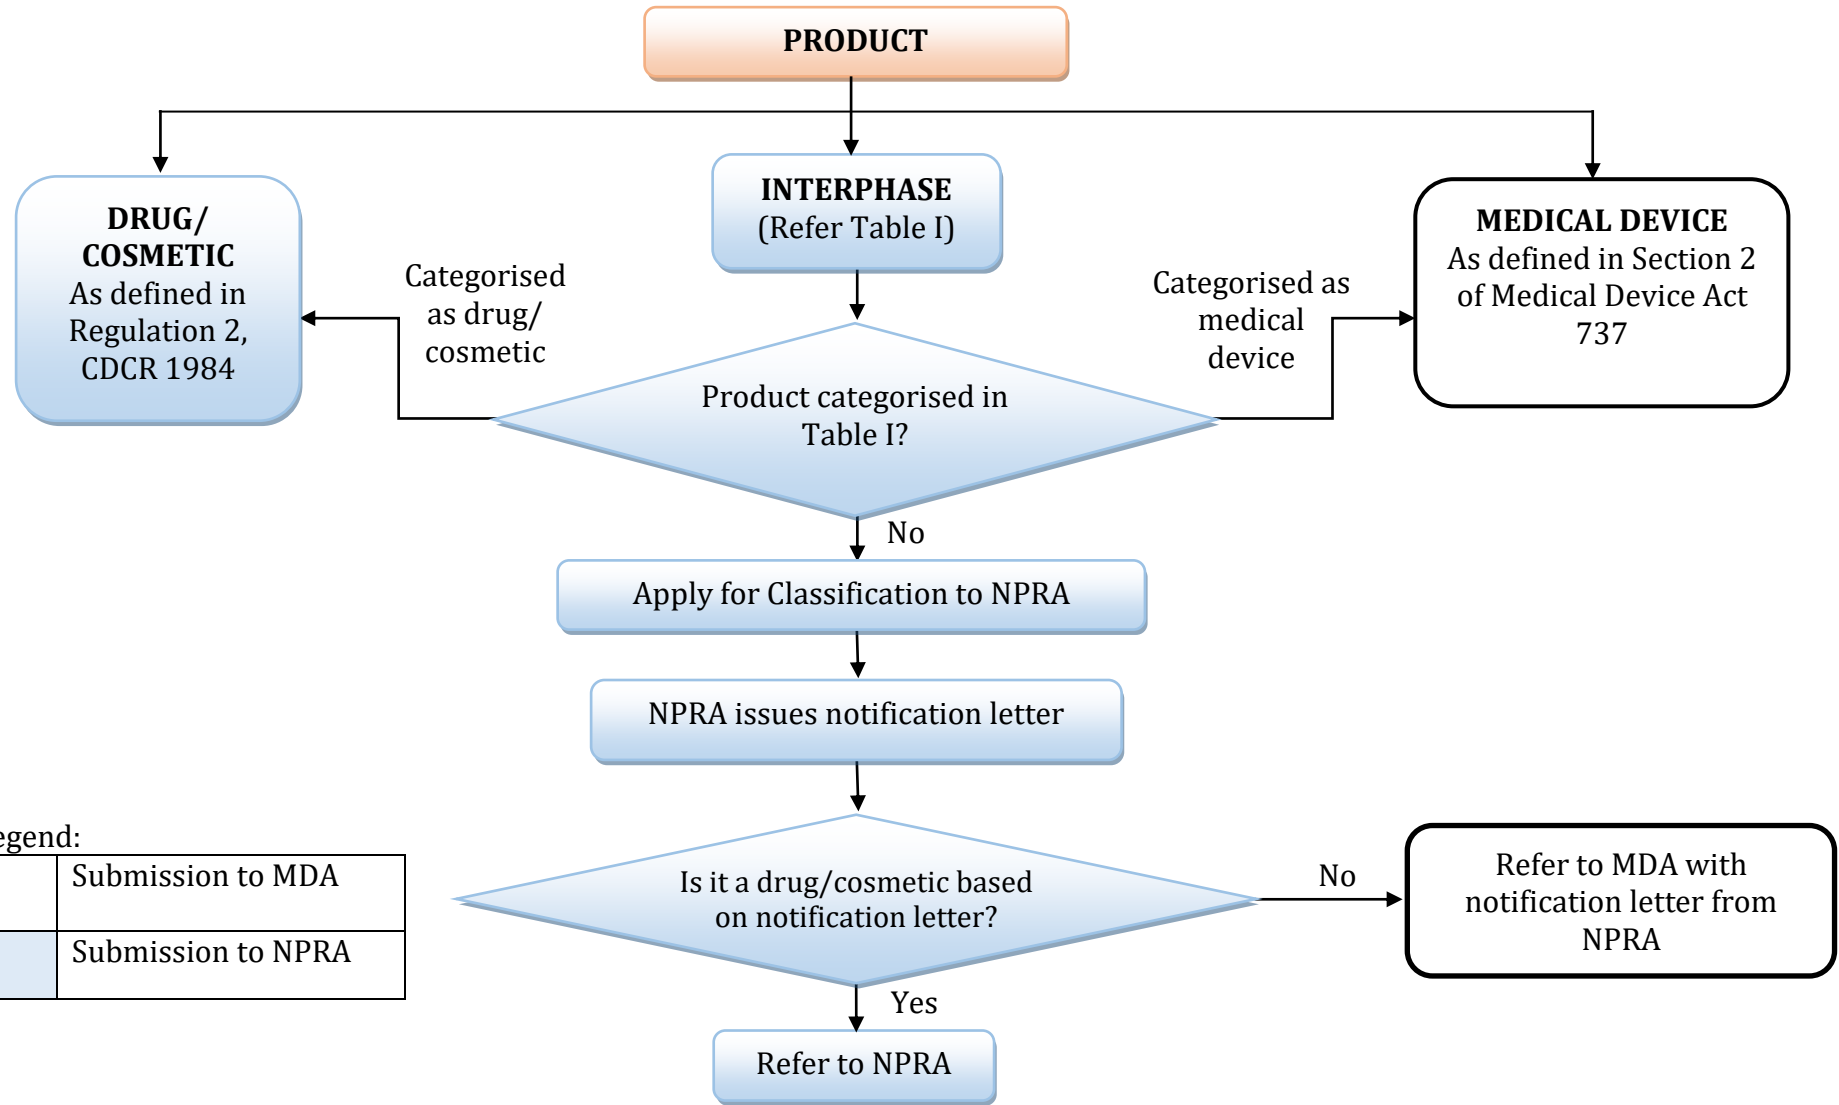 PRODUCT
DRUG/
COSMETIC
As defined in
Regulation 2,
CDCR 1984
INTERPHASE
(Refer Table I)
MEDICAL DEVICE
As defined in Section 2
of Medical Device Act
737
Categorised
as drug/
cosmetic
Categorised as
medical
device
Product categorised in
Table I?
No
Apply for Classification to NPRA
NPRA issues notification letter
Is it a drug/cosmetic based
on notification letter?
No
Refer to MDA with
notification letter from
NPRA
Yes
Refer to NPRA
egend:
Submission to MDA
Submission to NPRA